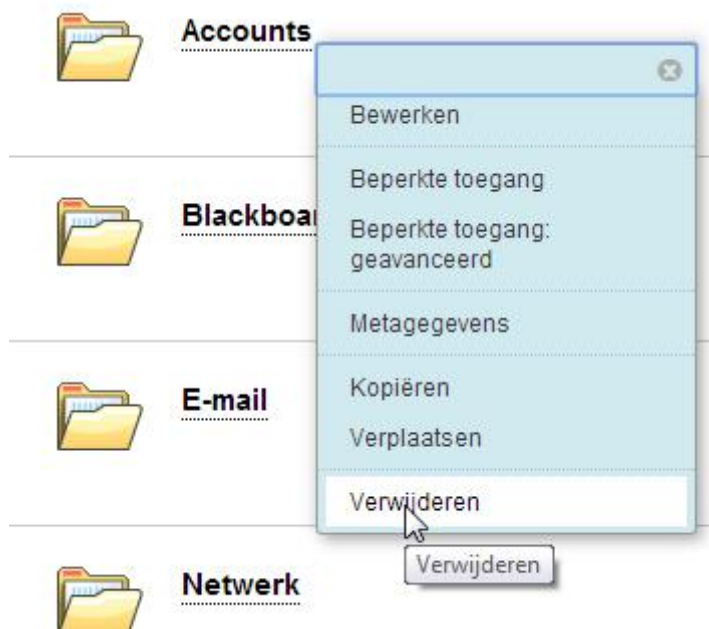 Accounts
Bewerken
Beperkte toegang
Beperkte toegang:
geavanceerd
Metagegevens
Kopiëren
Verplaatsen
Verwijderen
Verwijderen
E-mail
Netwerk